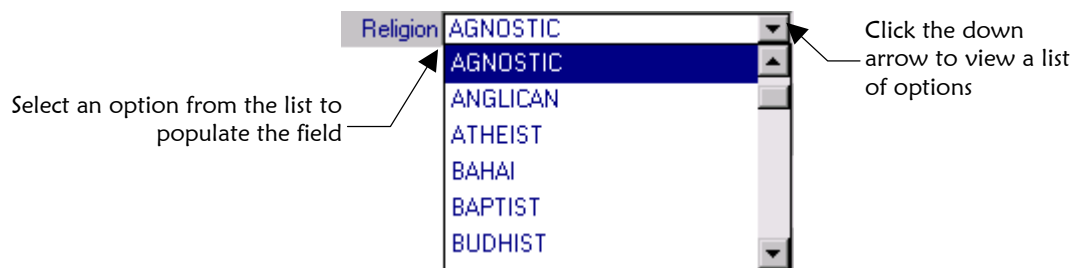 Religion AGNOSTIC
AGNOSTIC
ANGLICAN
ATHEIST
BAHAI
BAPTIST
BUDHIST
Select an option from the list to
populate the field
Click the down
arrow to view a list
of options